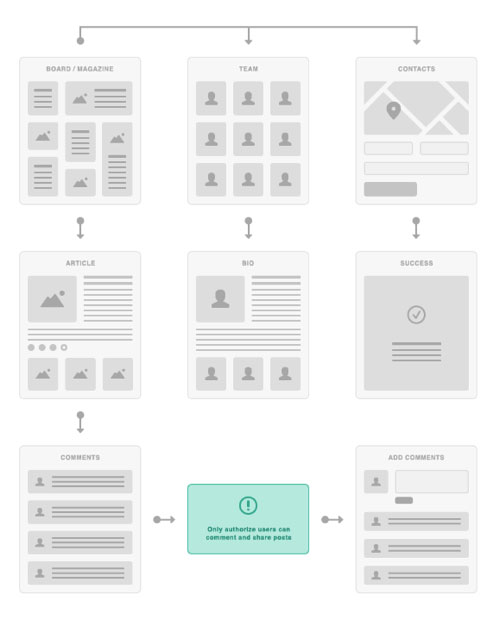 BOARD / MAGAZINE
TEAM
CONTACTS
ARTICLE
BIO
SUCCESS
COMMENTS
Only authorize users can
comment and share posts
ADD COMMENTS